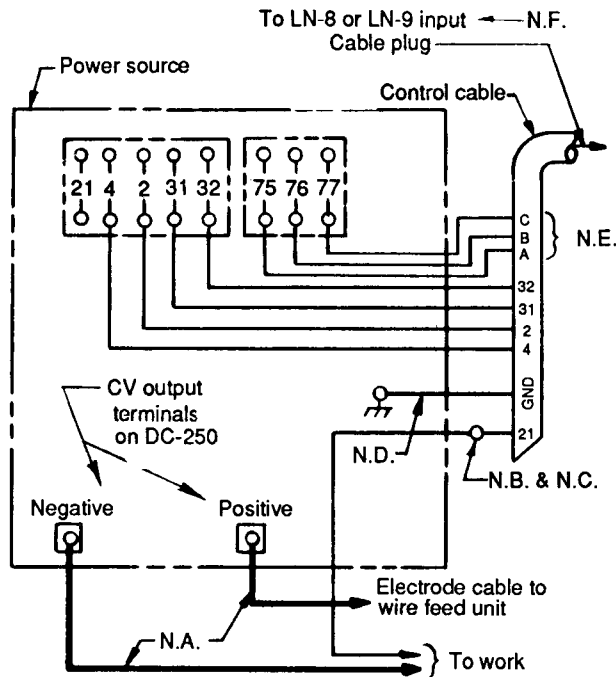 To LN-8 or LN-9 input N.F.
Cable plug
Power source
Control cable
21 4 2 31 32 75 76 77
C
B
A
N.E.
32
31
2
4
GND
21
CV output
terminals
on DC-250
N.D.
N.B. & N.C.
Negative
Positive
Electrode cable to
wire feed unit
N.A.
To work